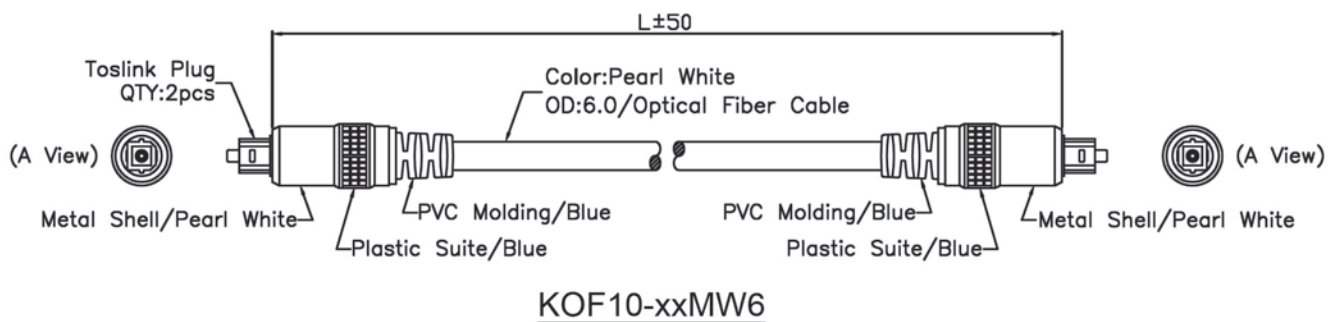 L±50
Toslink Plug
QTY:2pcs
Color:Pearl White
OD:6.0/Optical Fiber Cable
(A View)
(A View)
Metal Shell/Pearl White
PVC Molding/Blue
PVC Molding/Blue
Metal Shell/Pearl White
Plastic Suite/Blue
Plastic Suite/Blue
KOF10-xxMW6